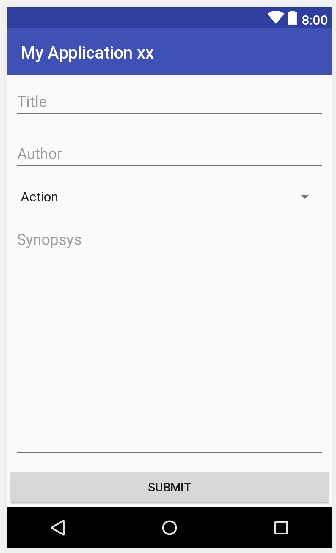 8:00
My Application xx
Title
Author
Action
Synopsys
SUBMIT